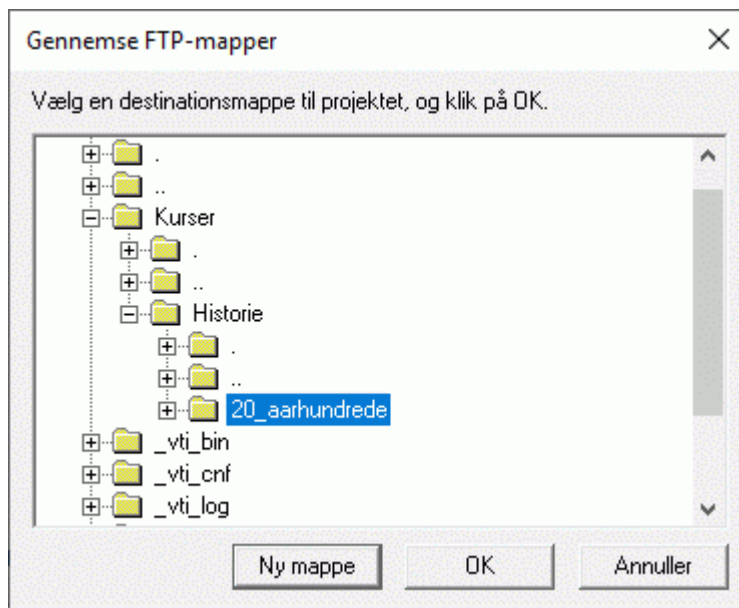 Gennemse FTP-mapper
Vælg en destinationsmappe til projektet, og klik på OK.
.
..
Kurser
.
..
Historie
.
..
20_aarhundrede
_vti_bin
_vti_cnf
_vti_log
Ny mappe OK Annuller